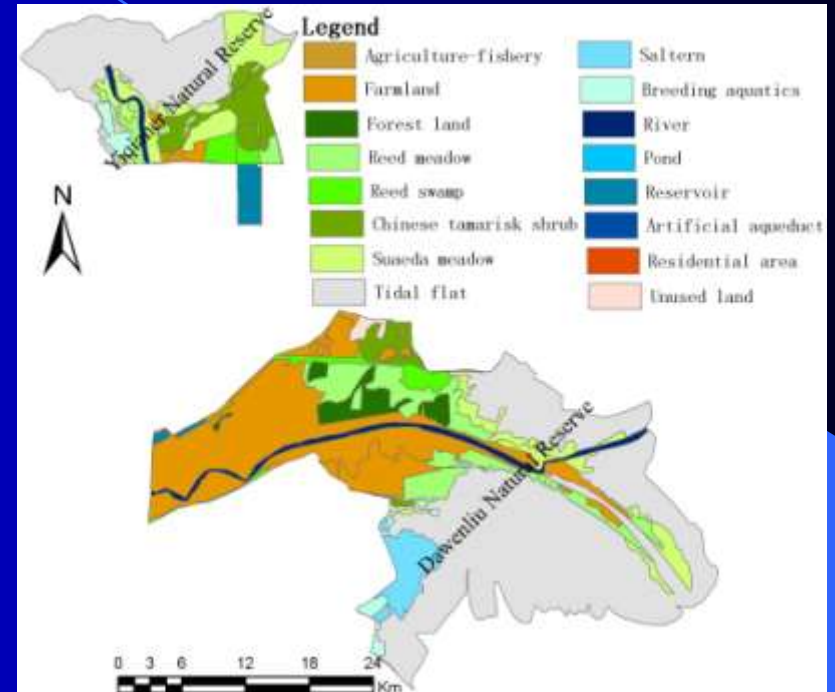 Legend
Agriculture-fishery
Farmland
Forest land
Reed meadow
Reed swamp
Chinese tamarisk shrub
Suaeda meadow
Tidal flat
Saltern
Breeding aquatics
River
Pond
Reservoir
Artificial aqueduct
Residential area
Unused land
Natural Reserve
N
Dawenliu Natural Reserve
0 3 6 12 18 24
Km